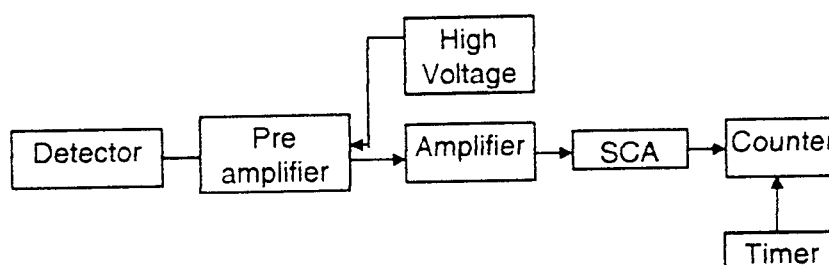 High
Voltage
Detector
Pre
amplifier
Amplifier
SCA
Counter
Timer